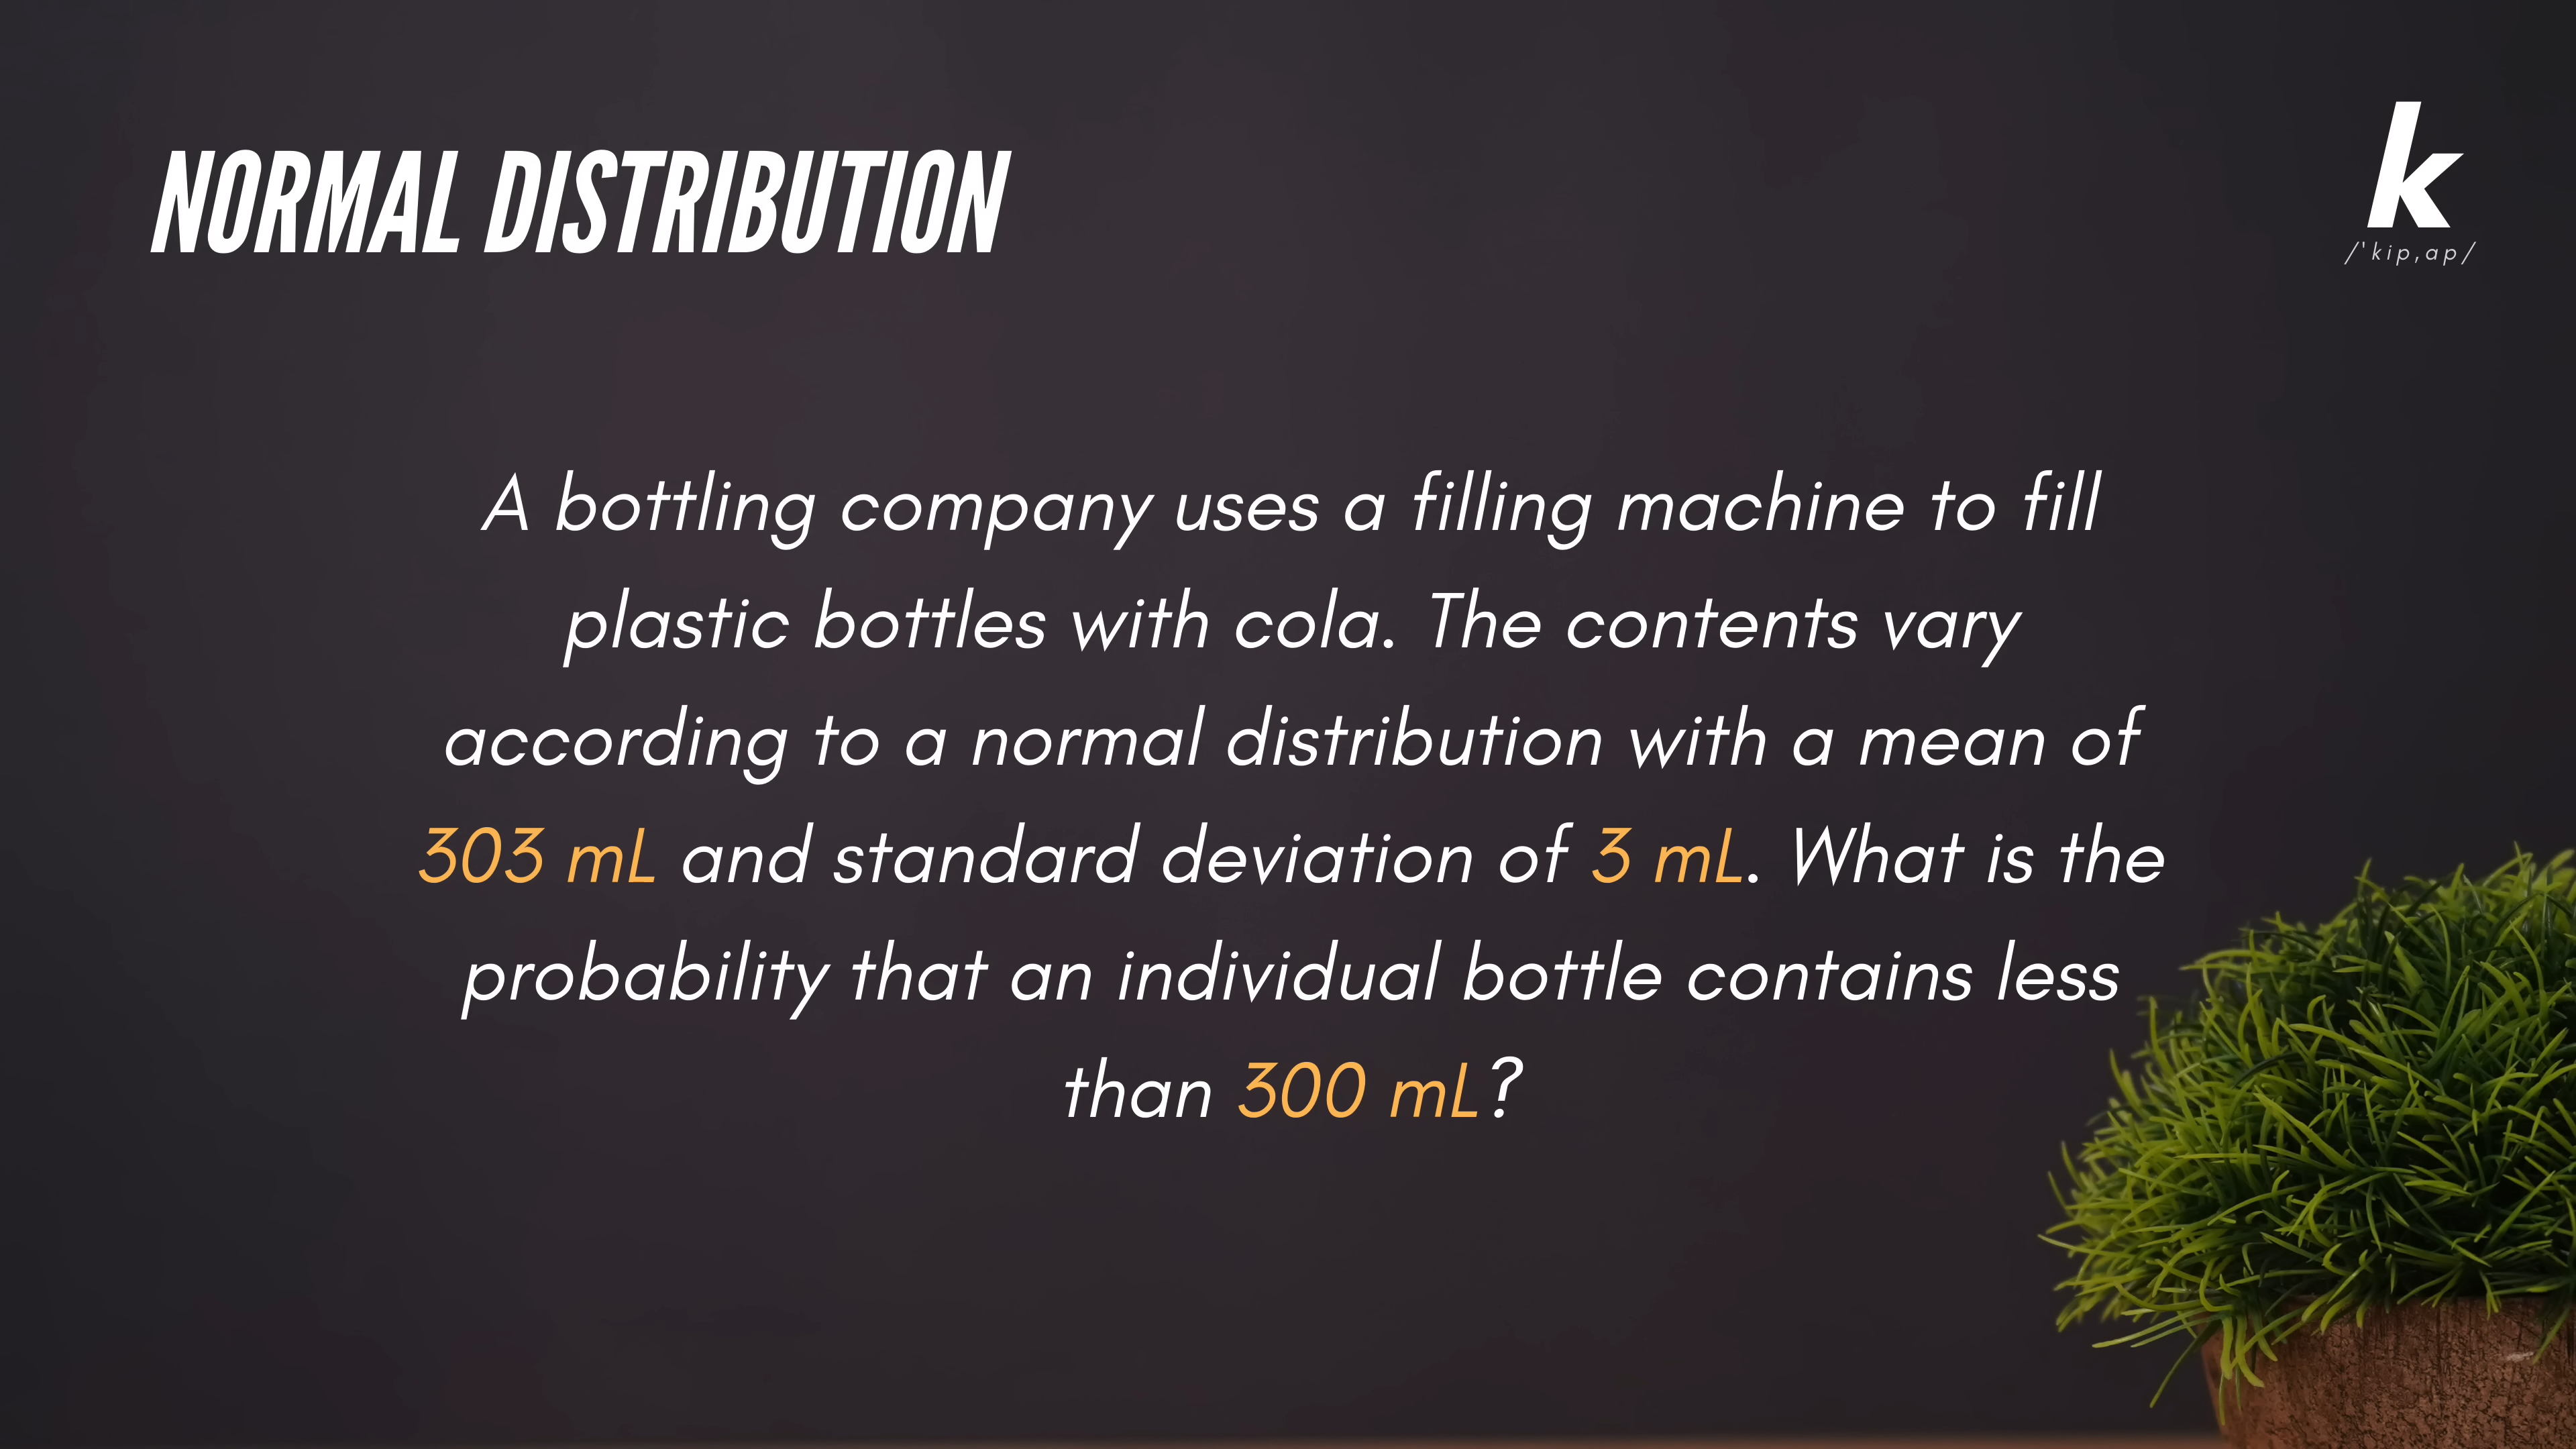 NORMAL DISTRIBUTION
k
/'kip,ap/
A bottling company uses a filling machine to fill
plastic bottles with cola. The contents vary
according to a normal distribution with a mean of
303 mL and standard deviation of 3 mL. What is the
probability that an individual bottle contains less
than 300 mL?